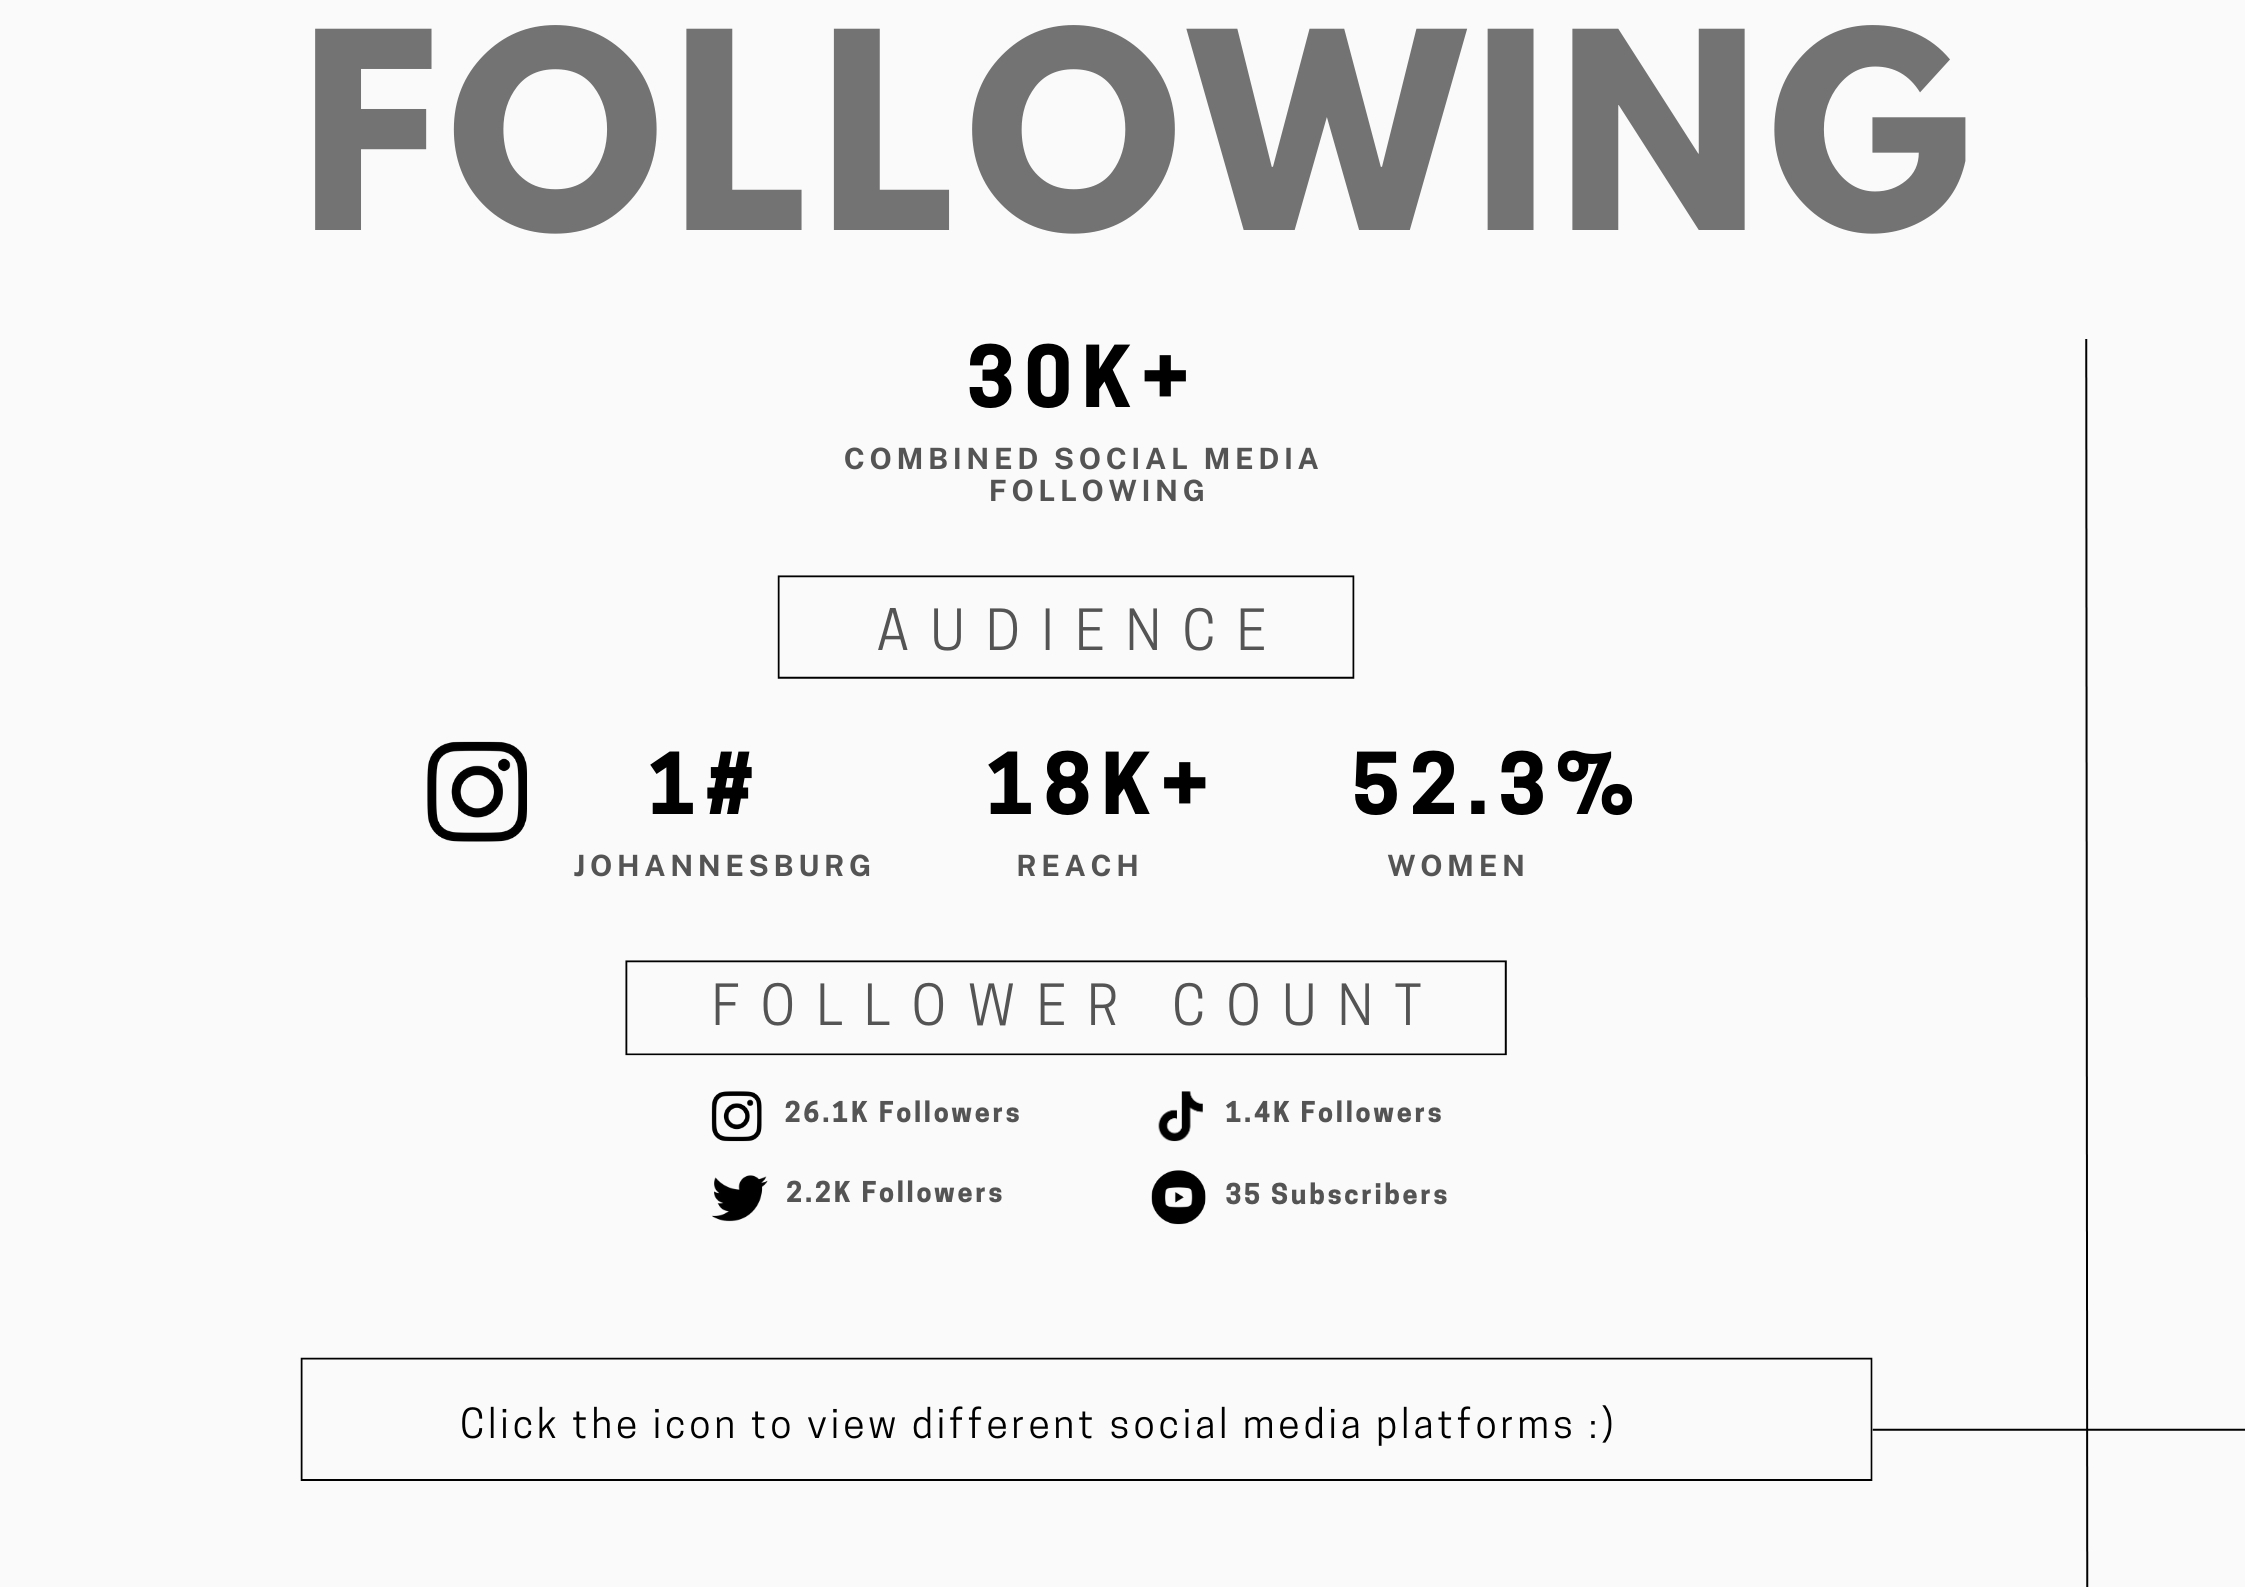 FOLLOWING
30K+
COMBINED SOCIAL MEDIA
FOLLOWING
AUDIENCE
1# 18K+ 52.3%
JOHANNESBURG REACH WOMEN
FOLLOWER COUNT
26.1K Followers 1.4K Followers
2.2K Followers 35 Subscribers
Click the icon to view different social media platforms :)